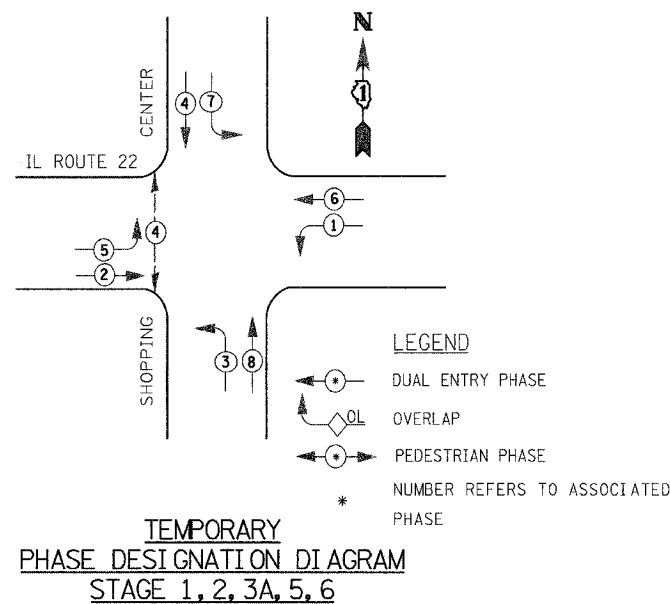 N
1
CENTER
4 7
IL ROUTE 22
6
1
5
4
2
SHOPPING
3 8
LEGEND
* DUAL ENTRY PHASE
OL OVERLAP
* PEDESTRIAN PHASE
* NUMBER REFERS TO ASSOCIATED
PHASE
TEMPORARY
PHASE DESIGNATION DIAGRAM
STAGE 1, 2, 3A, 5, 6